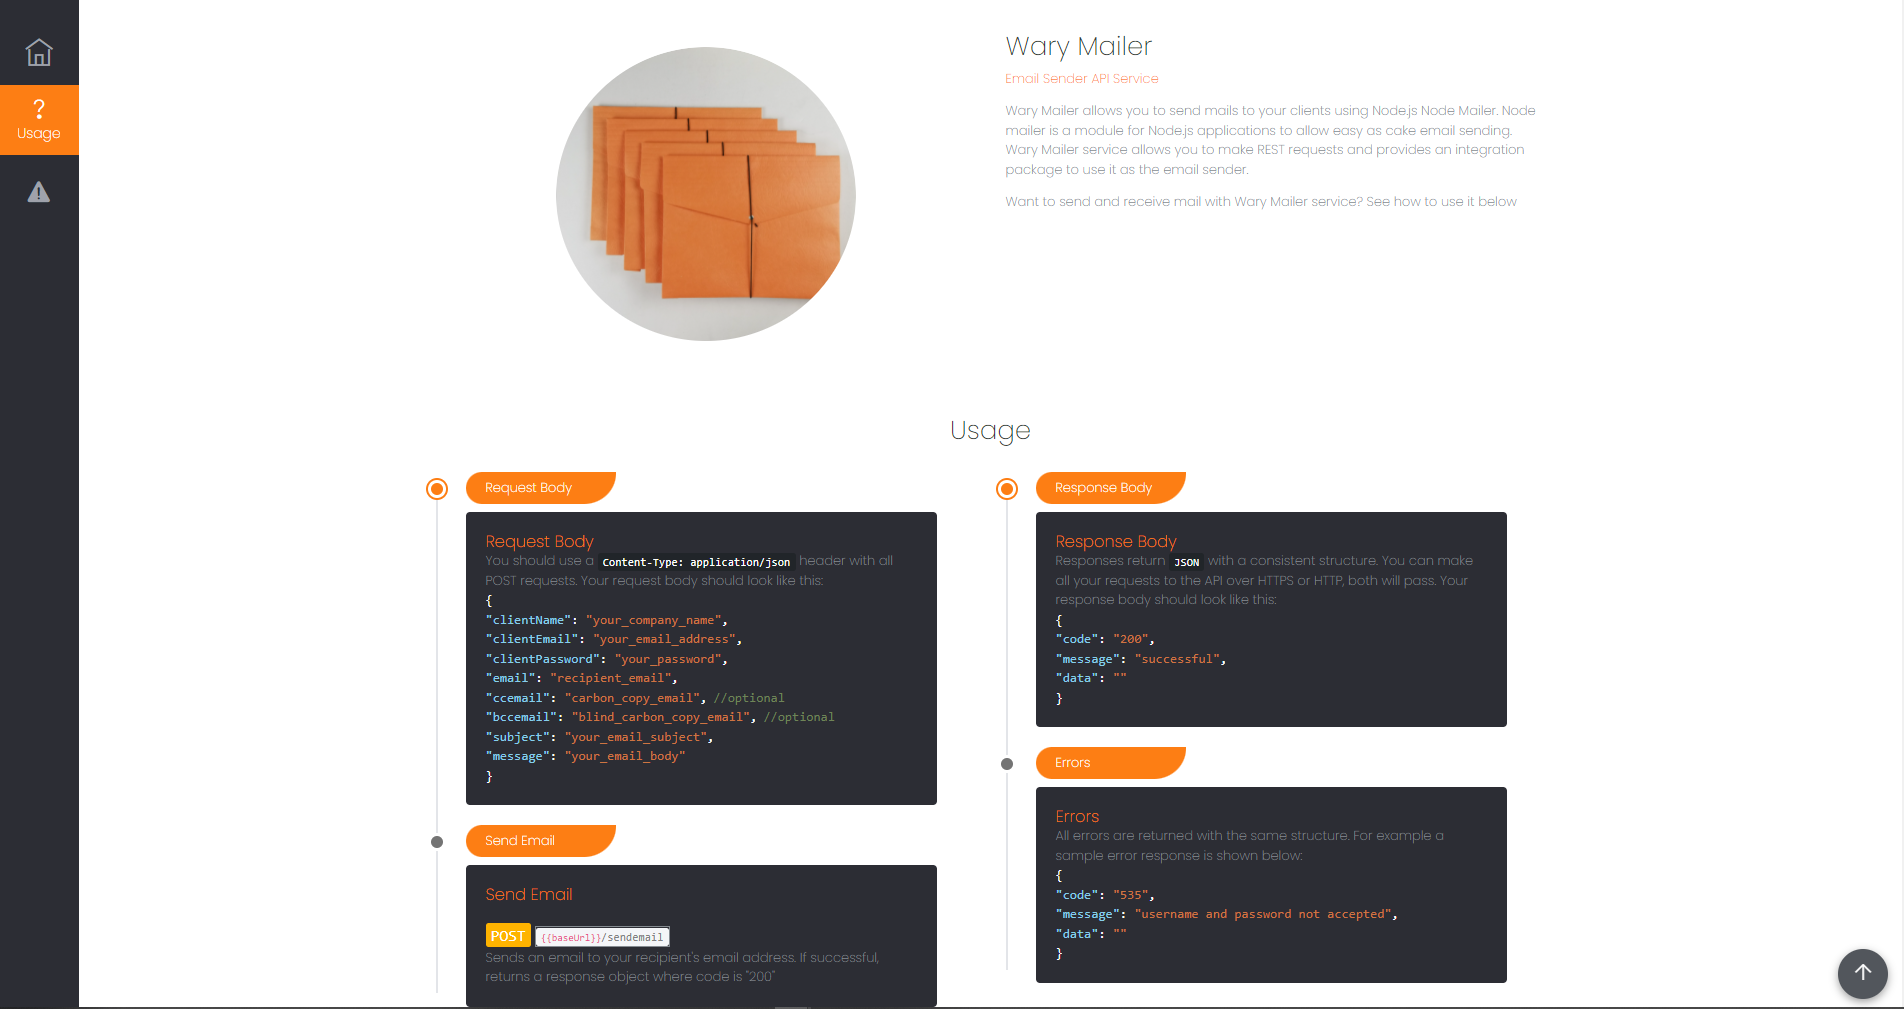 Usage
Wary Mailer
Email Sender API Service
Wary Mailer allows you to send mails to your clients using Node.js Node Mailer. Node
mailer is a module for Node.js applications to allow easy as cake email sending.
Wary Mailer service allows you to make REST requests and provides an integration
package to use it as the email sender.
Want to send and receive mail with Wary Mailer service? See how to use it below
Usage
Request Body
Request Body
You should use a Content-Type: application/json header with all
POST requests. Your request body should look like this:
{
"clientName": "your_company_name",
"clientEmail": "your_email_address",
"clientPassword": "your_password",
"email": "recipient_email",
"ccemail": "carbon_copy_email", //optional
"bccemail": "blind_carbon_copy_email", //optional
"subject": "your_email_subject",
"message": "your_email_body"
}
Send Email
Send Email
POST {{baseUrl}}/sendemail
Sends an email to your recipient's email address. If successful,
returns a response object where code is "200"
Response Body
Response Body
Responses return JSON with a consistent structure. You can make
all your requests to the API over HTTPS or HTTP, both will pass. Your
response body should look like this:
{
"code": "200",
"message": "successful",
"data": ""
}
Errors
Errors
All errors are returned with the same structure. For example a
sample error response is shown below:
{
"code": "535",
"message": "username and password not accepted",
"data": ""
}